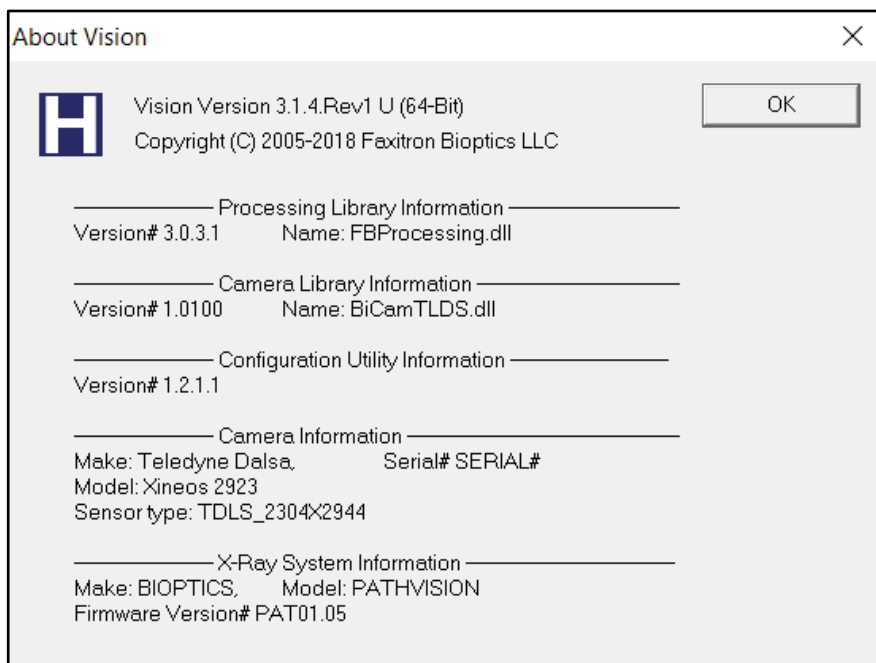 About Vision
H
Vision Version 3.1.4.Rev1 U (64-Bit)
OK
Copyright (C) 2005-2018 Faxitron Bioptics LLC
Processing Library Information
Version# 3.0.3.1 Name: FBProcessing.dll
Camera Library Information
Version# 1.0100 Name: BiCamTLDS.dll
Configuration Utility Information
Version# 1.2.1.1
Camera Information
Make: Teledyne Dalsa, Serial# SERIAL#
Model: Xineos 2923
Sensor type: TDLS_2304X2944
X-Ray System Information
Make: BIOPTICS, Model: PATHVISION
Firmware Version# PAT01.05